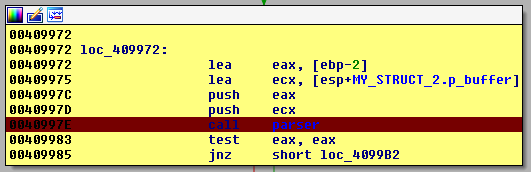 00409972
00409972 loc_409972:
00409972 lea eax, [ebp-2]
00409975 lea ecx, [esp+MY_STRUCT_2.p_buffer]
0040997C push eax
0040997D push ecx
0040997E call parser
00409983 test eax, eax
00409985 jnz short loc_4099B2